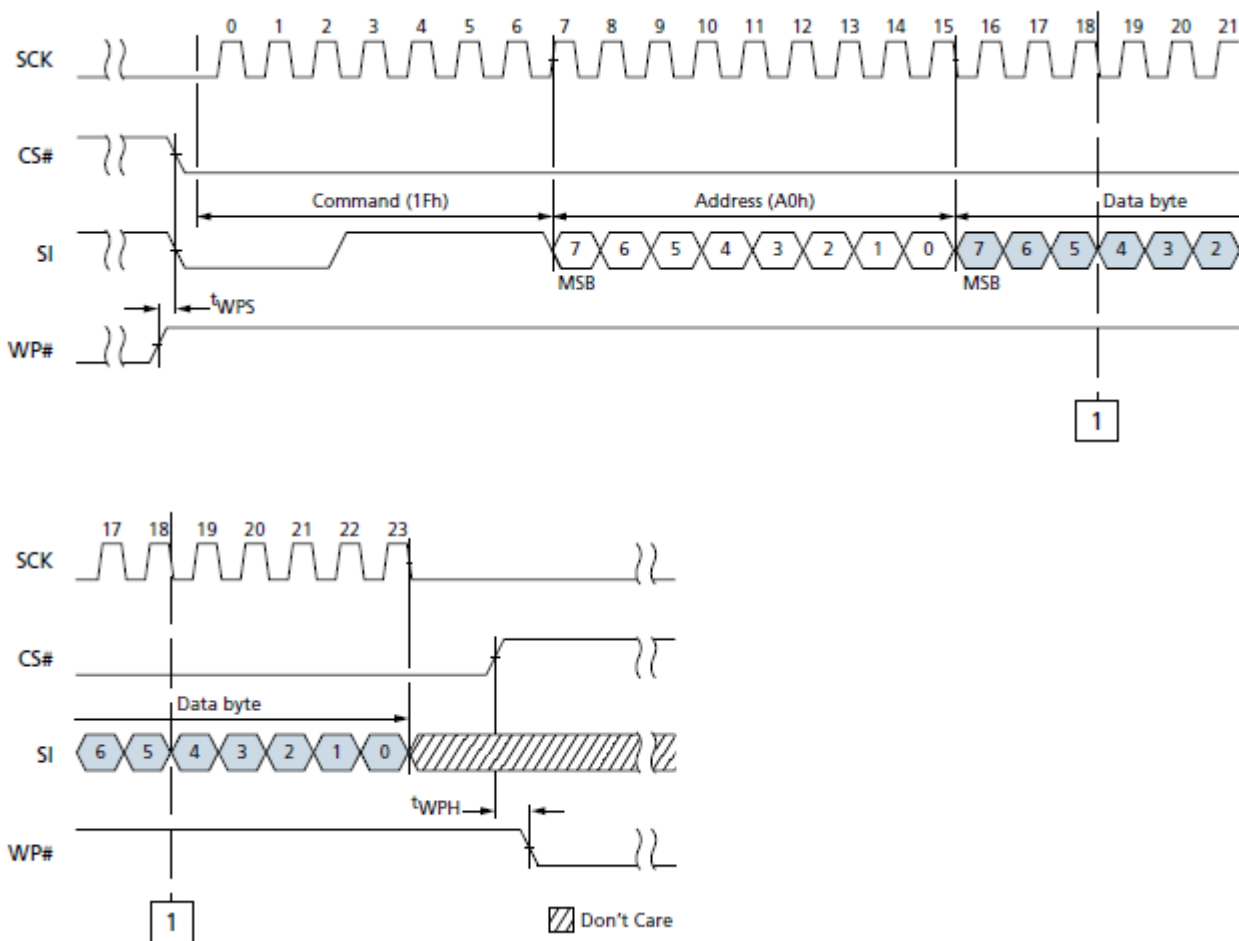 0 1 2 3 4 5 6 7 8 9 10 11 12 13 14 15 16 17 18 19 20 21
SCK
CS#
Command (1Fh) Address (A0h) Data byte
SI 7 6 5 4 3 2 1 0 7 6 5 4 3 2
MSB MSB
tWPS
WP#
1
17 18 19 20 21 22 23
SCK
CS#
Data byte
SI 6 5 4 3 2 1 0
tWPH
WP#
1 Don't Care